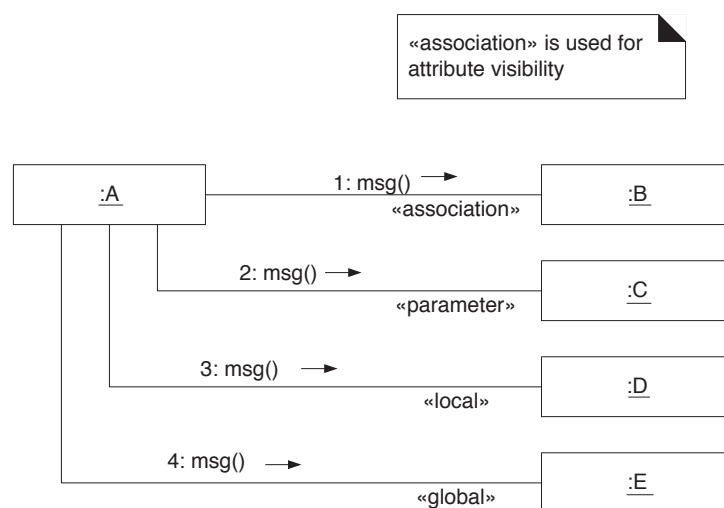 «association» is used for
attribute visibility
:A
1: msg()
«association»
:B
2: msg()
«parameter»
:C
3: msg()
«local»
:D
4: msg()
«global»
:E